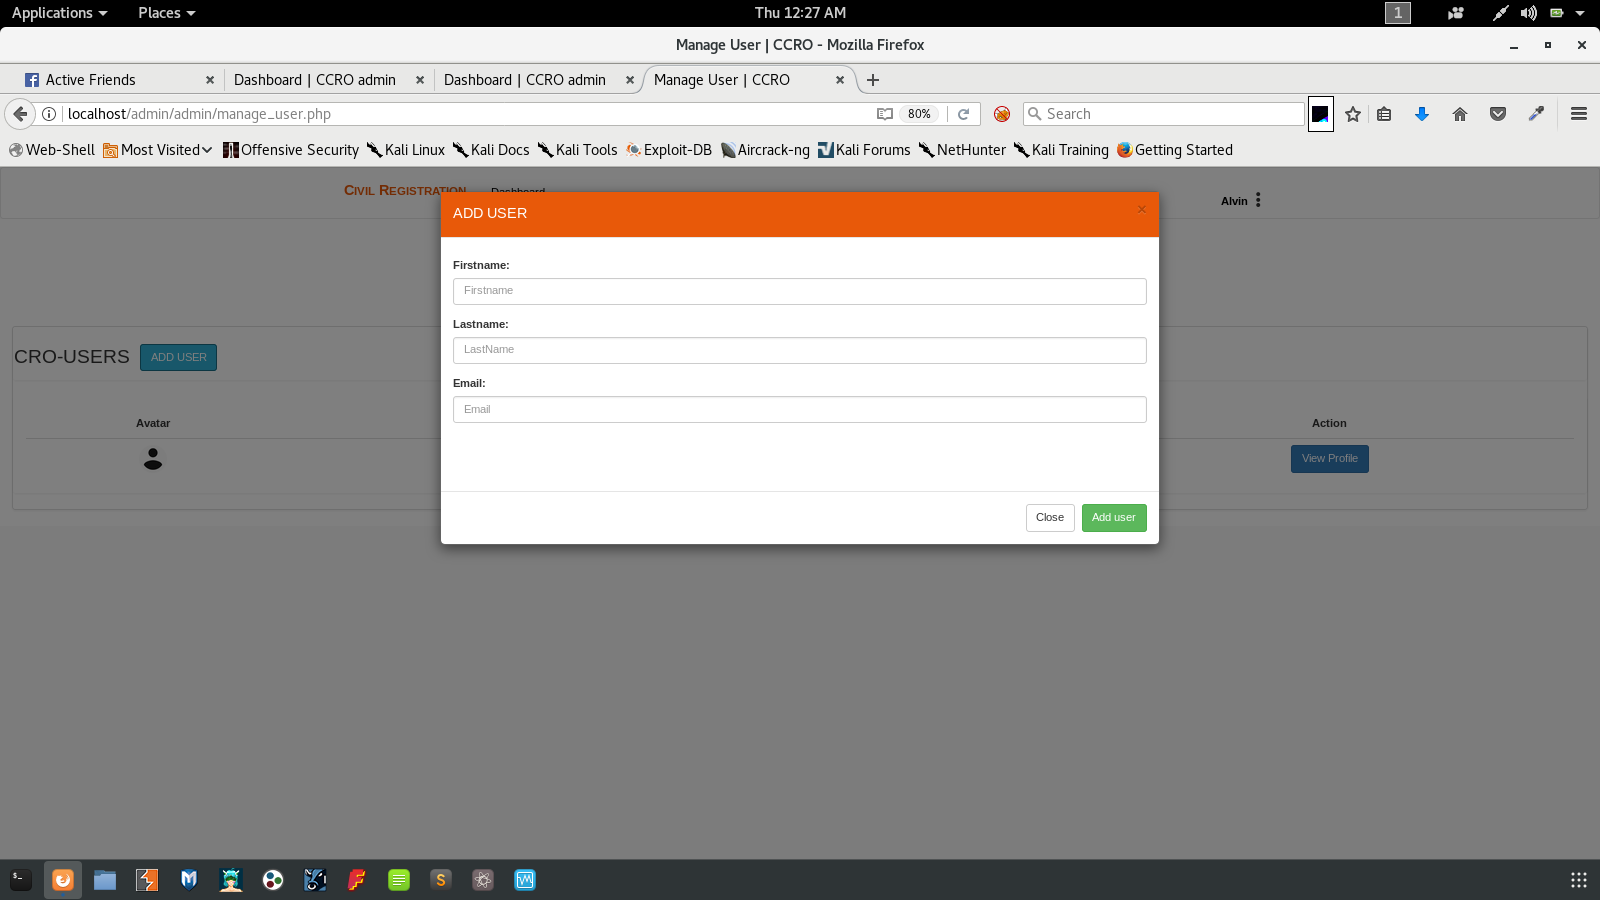 Applications Places Thu 12:27 AM 1
Manage User | CCRO - Mozilla Firefox
Active Friends Dashboard | CCRO admin Dashboard | CCRO admin Manage User | CCRO
localhost/admin/admin/manage_user.php 80% Search
Web-Shell Most Visited Offensive Security Kali Linux Kali Docs Kali Tools Exploit-DB Aircrack-ng Kali Forums NetHunter Kali Training Getting Started
CIVIL REGISTRATION Dashboard
Alvin
ADD USER ×
Firstname:
Firstname
Lastname:
LastName
Email:
Email
CRO-USERS ADD USER
Avatar Action
View Profile
Close Add user